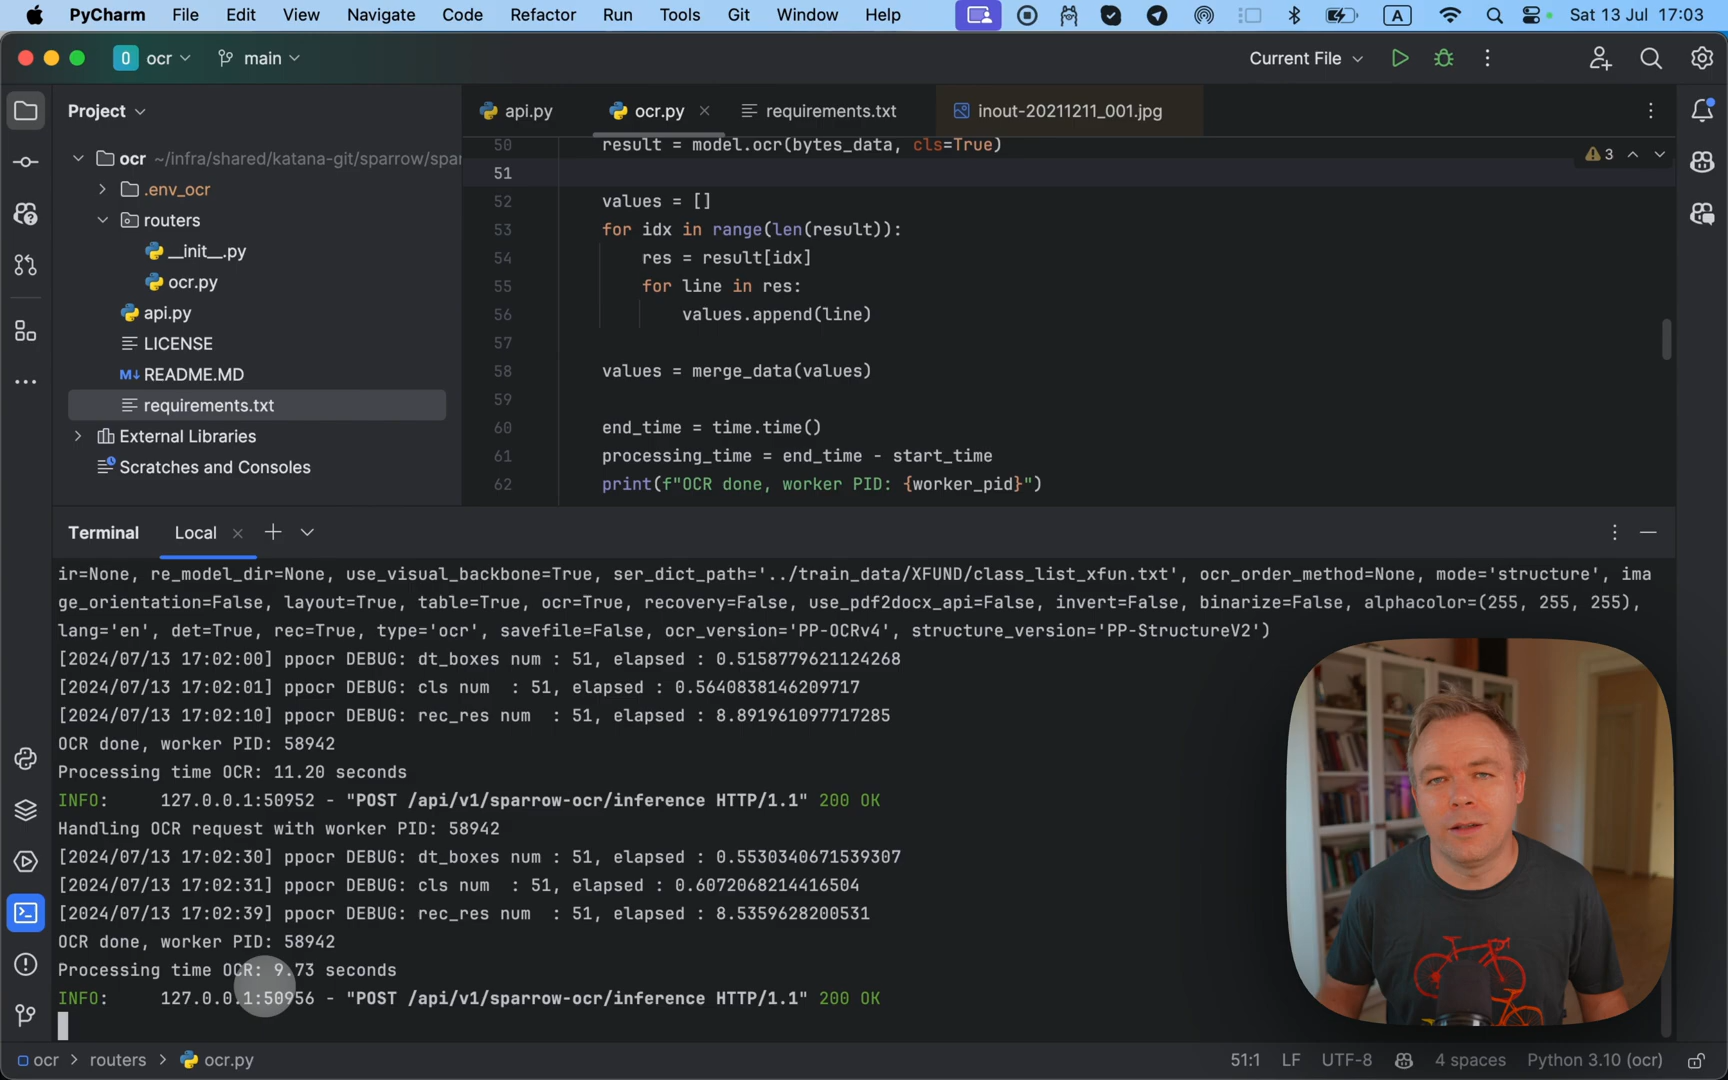 PyCharm File Edit View Navigate Code Refactor Run Tools Git Window Help A Sat 13 Jul 17:03
O ocr main Current File
Project
ocr ~/infra/shared/katana-git/sparrow/spar
.env_ocr
routers
__init__.py
ocr.py
api.py
LICENSE
M↓ README.MD
requirements.txt
External Libraries
Scratches and Consoles
api.py ocr.py requirements.txt inout-20211211_001.jpg
3
50 result = model.ocr(bytes_data, cls=True)
51
52 values = []
53 for idx in range(len(result)):
54 res = result[idx]
55 for line in res:
56 values.append(line)
57
58 values = merge_data(values)
59
60 end_time = time.time()
61 processing_time = end_time - start_time
62 print(f"OCR done, worker PID: {worker_pid}")
Terminal Local
ir=None, re_model_dir=None, use_visual_backbone=True, ser_dict_path='../train_data/XFUND/class_list_xfun.txt', ocr_order_method=None, mode='structure', ima
ge_orientation=False, layout=True, table=True, ocr=True, recovery=False, use_pdf2docx_api=False, invert=False, binarize=False, alphacolor=(255, 255, 255),
lang='en', det=True, rec=True, type='ocr', savefile=False, ocr_version='PP-OCRv4', structure_version='PP-StructureV2')
[2024/07/13 17:02:00] ppocr DEBUG: dt_boxes num : 51, elapsed : 0.5158779621124268
[2024/07/13 17:02:01] ppocr DEBUG: cls num  : 51, elapsed : 0.5640838146209717
[2024/07/13 17:02:10] ppocr DEBUG: rec_res num  : 51, elapsed : 8.891961097717285
OCR done, worker PID: 58942
Processing time OCR: 11.20 seconds
INFO:     127.0.0.1:50952 - "POST /api/v1/sparrow-ocr/inference HTTP/1.1" 200 OK
Handling OCR request with worker PID: 58942
[2024/07/13 17:02:30] ppocr DEBUG: dt_boxes num : 51, elapsed : 0.5530340671539307
[2024/07/13 17:02:31] ppocr DEBUG: cls num  : 51, elapsed : 0.6072068214416504
[2024/07/13 17:02:39] ppocr DEBUG: rec_res num  : 51, elapsed : 8.5359628200531
OCR done, worker PID: 58942
Processing time OCR: 9.73 seconds
INFO:     127.0.0.1:50956 - "POST /api/v1/sparrow-ocr/inference HTTP/1.1" 200 OK
ocr > routers > ocr.py 51:1 LF UTF-8 4 spaces Python 3.10 (ocr)